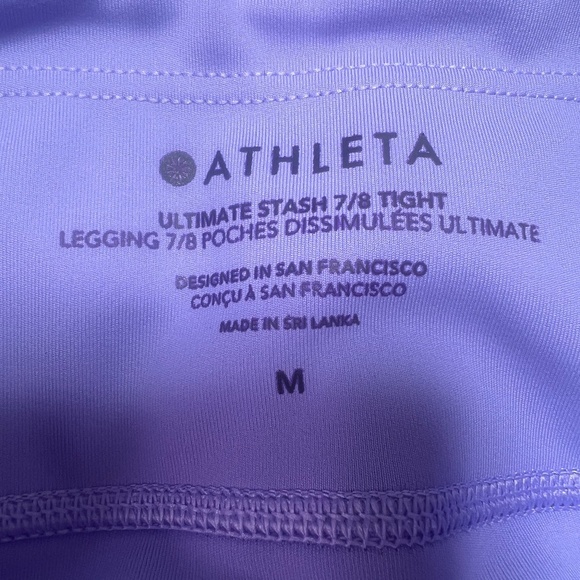 ATHLETA
ULTIMATE STASH 7/8 TIGHT
LEGGING 7/8 POCHES DISSIMULÉES ULTIMATE
DESIGNED IN SAN FRANCISCO
CONÇU À SAN FRANCISCO
MADE IN SRI LANKA
M